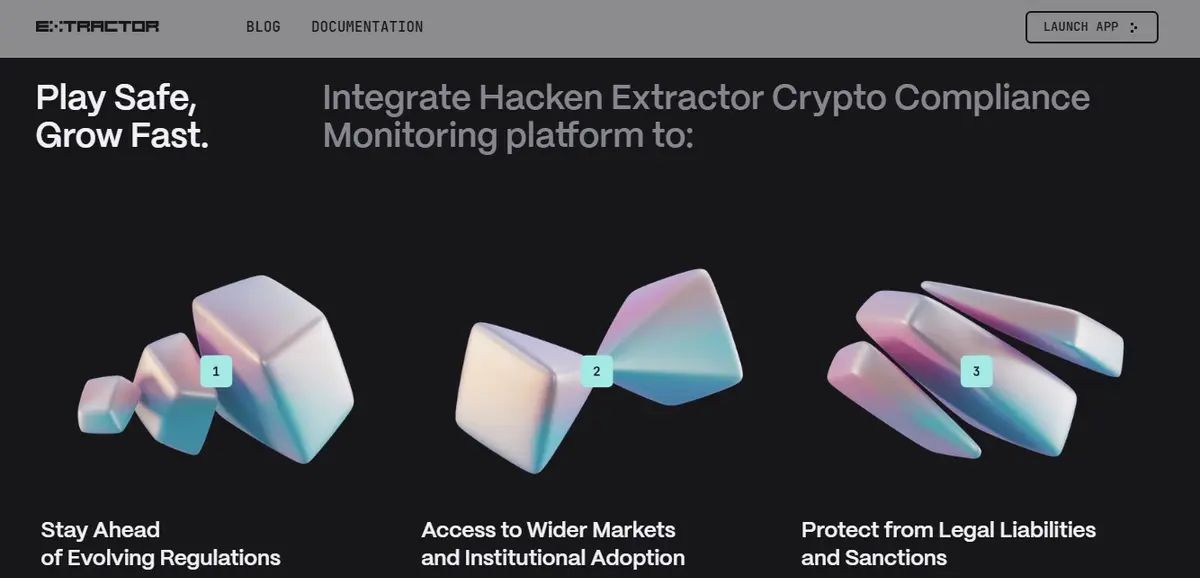 EXTRACTOR
BLOG
DOCUMENTATION
LAUNCH APP
Play Safe,
Grow Fast.
Integrate Hacken Extractor Crypto Compliance
Monitoring platform to:
1
2
3
Stay Ahead
of Evolving Regulations
Access to Wider Markets
and Institutional Adoption
Protect from Legal Liabilities
and Sanctions